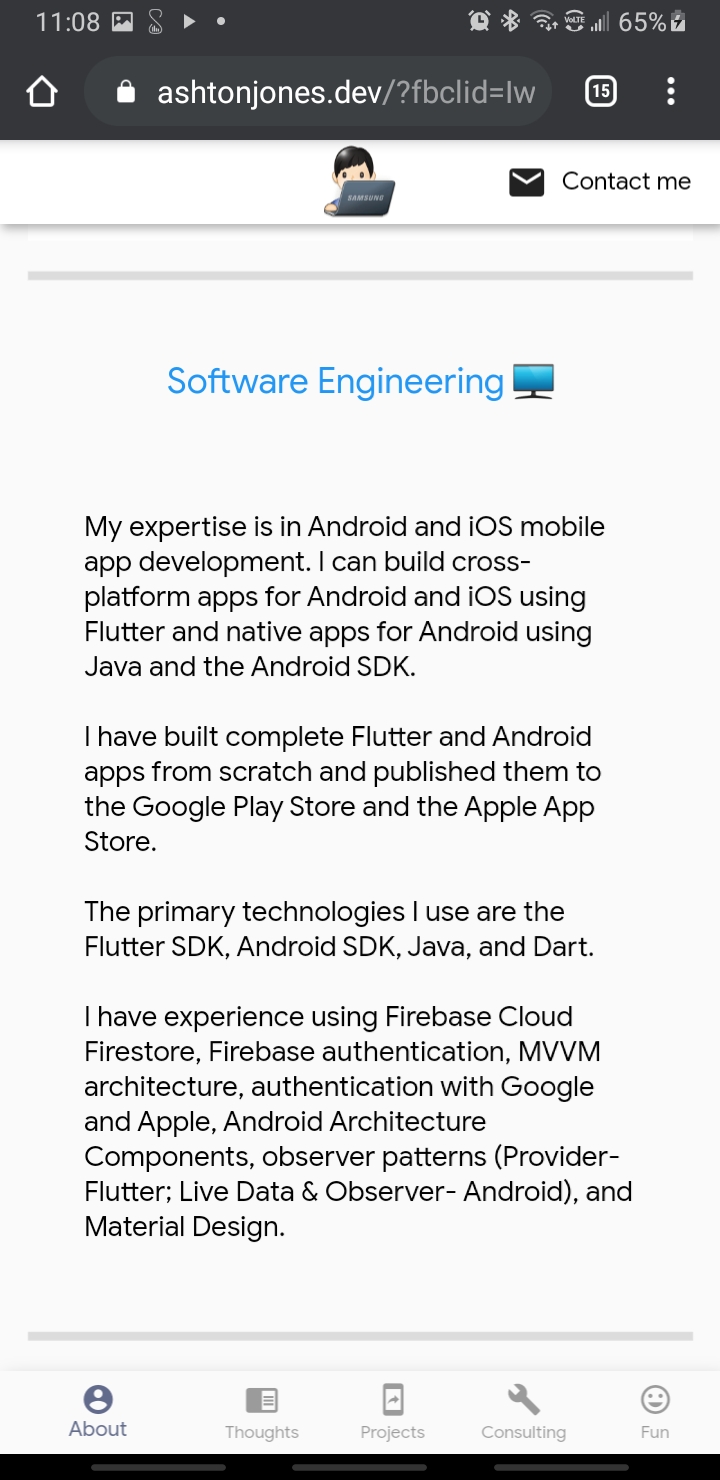 11:08 VoLTE 65%
ashtonjones.dev/?fbclid=Iw 15
SAMSUNG
Contact me
Software Engineering
My expertise is in Android and iOS mobile
app development. I can build cross-
platform apps for Android and iOS using
Flutter and native apps for Android using
Java and the Android SDK.
I have built complete Flutter and Android
apps from scratch and published them to
the Google Play Store and the Apple App
Store.
The primary technologies I use are the
Flutter SDK, Android SDK, Java, and Dart.
I have experience using Firebase Cloud
Firestore, Firebase authentication, MVVM
architecture, authentication with Google
and Apple, Android Architecture
Components, observer patterns (Provider-
Flutter; Live Data & Observer- Android), and
Material Design.
About Thoughts Projects Consulting Fun